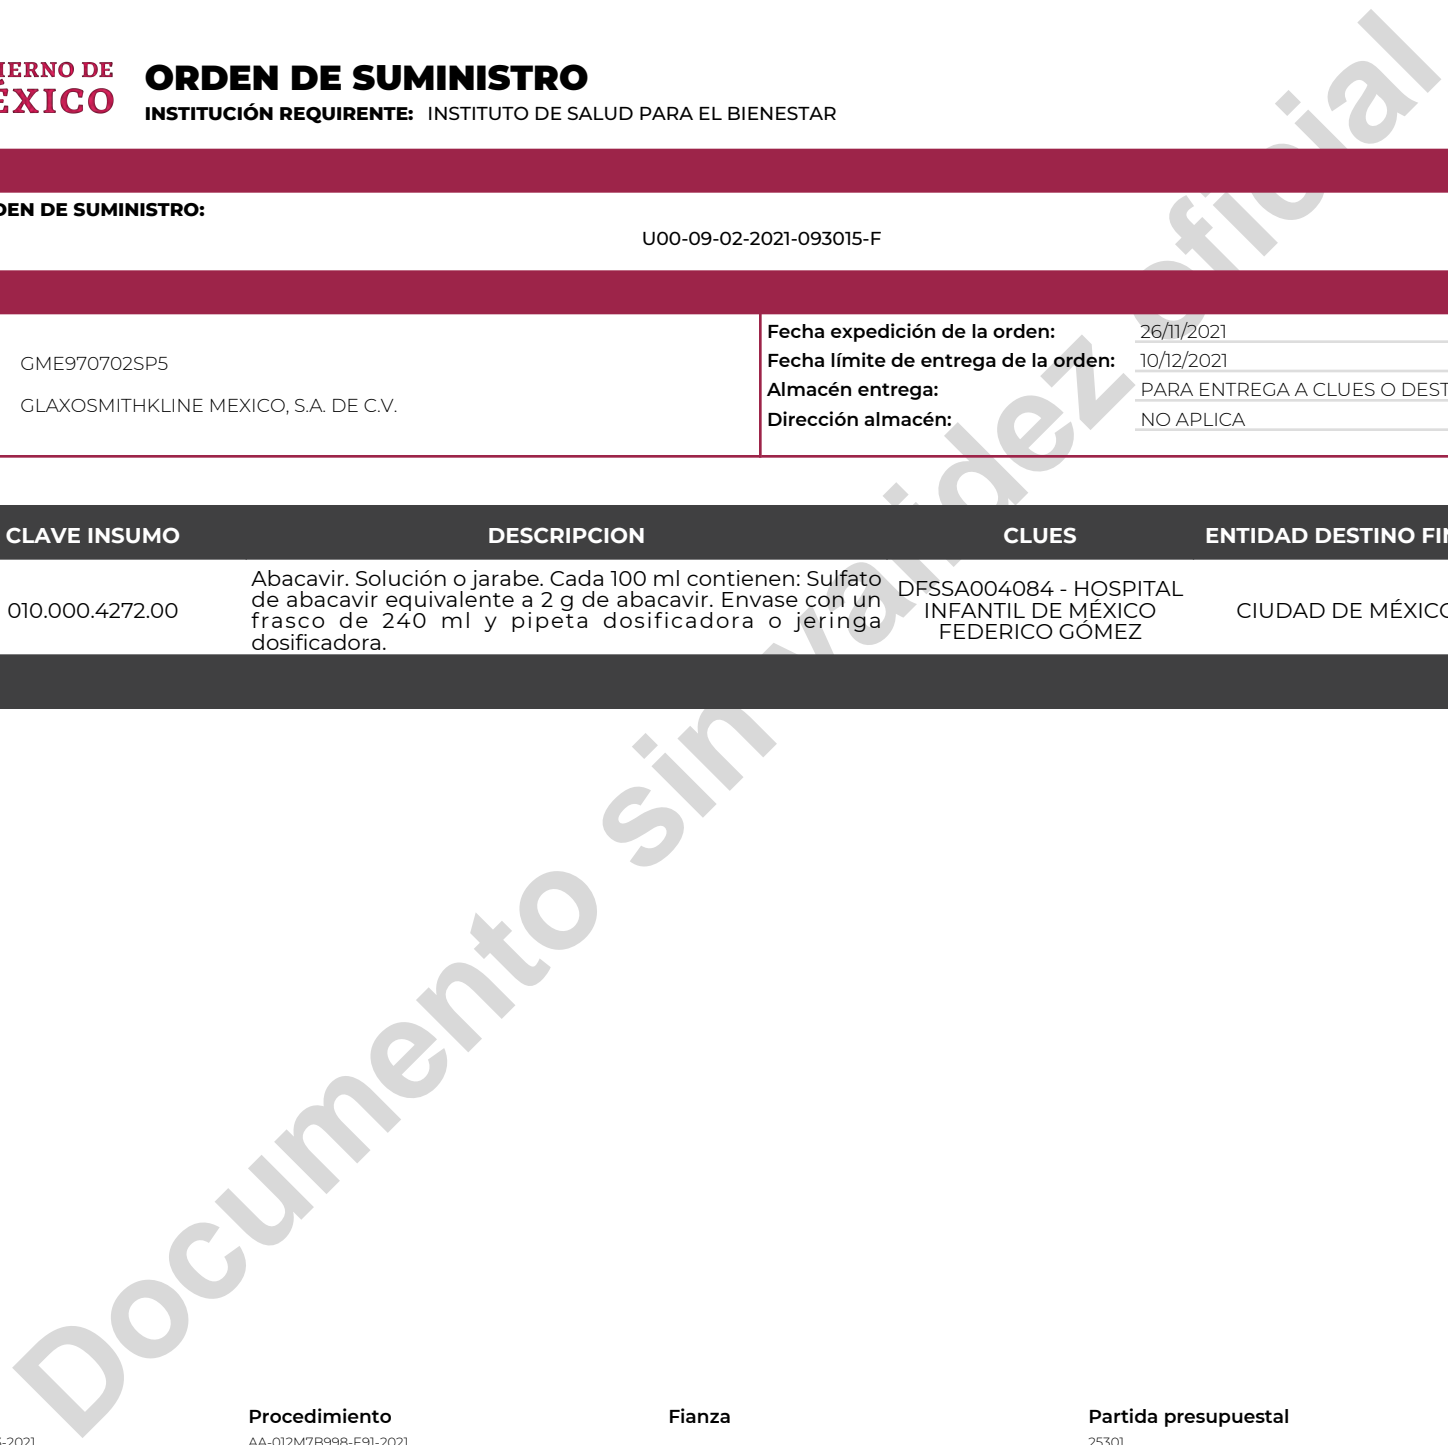 IERNO DE
ÉXICO
ORDEN DE SUMINISTRO
INSTITUCIÓN REQUIRENTE: INSTITUTO DE SALUD PARA EL BIENESTAR
DEN DE SUMINISTRO:
U00-09-02-2021-093015-F
GME970702SP5
GLAXOSMITHKLINE MEXICO, S.A. DE C.V.
Fecha expedición de la orden: 26/11/2021
Fecha límite de entrega de la orden: 10/12/2021
Almacén entrega: PARA ENTREGA A CLUES O DEST
Dirección almacén: NO APLICA
CLAVE INSUMO DESCRIPCION CLUES ENTIDAD DESTINO FIN
010.000.4272.00
Abacavir. Solución o jarabe. Cada 100 ml contienen: Sulfato
de abacavir equivalente a 2 g de abacavir. Envase con un
frasco de 240 ml y pipeta dosificadora o jeringa
dosificadora.
DFSSA004084 - HOSPITAL
INFANTIL DE MÉXICO
FEDERICO GÓMEZ
CIUDAD DE MÉXICO
Documento sin validez oficial
Procedimiento Fianza Partida presupuestal
-2021 AA-012M7B998-E91-2021 25301